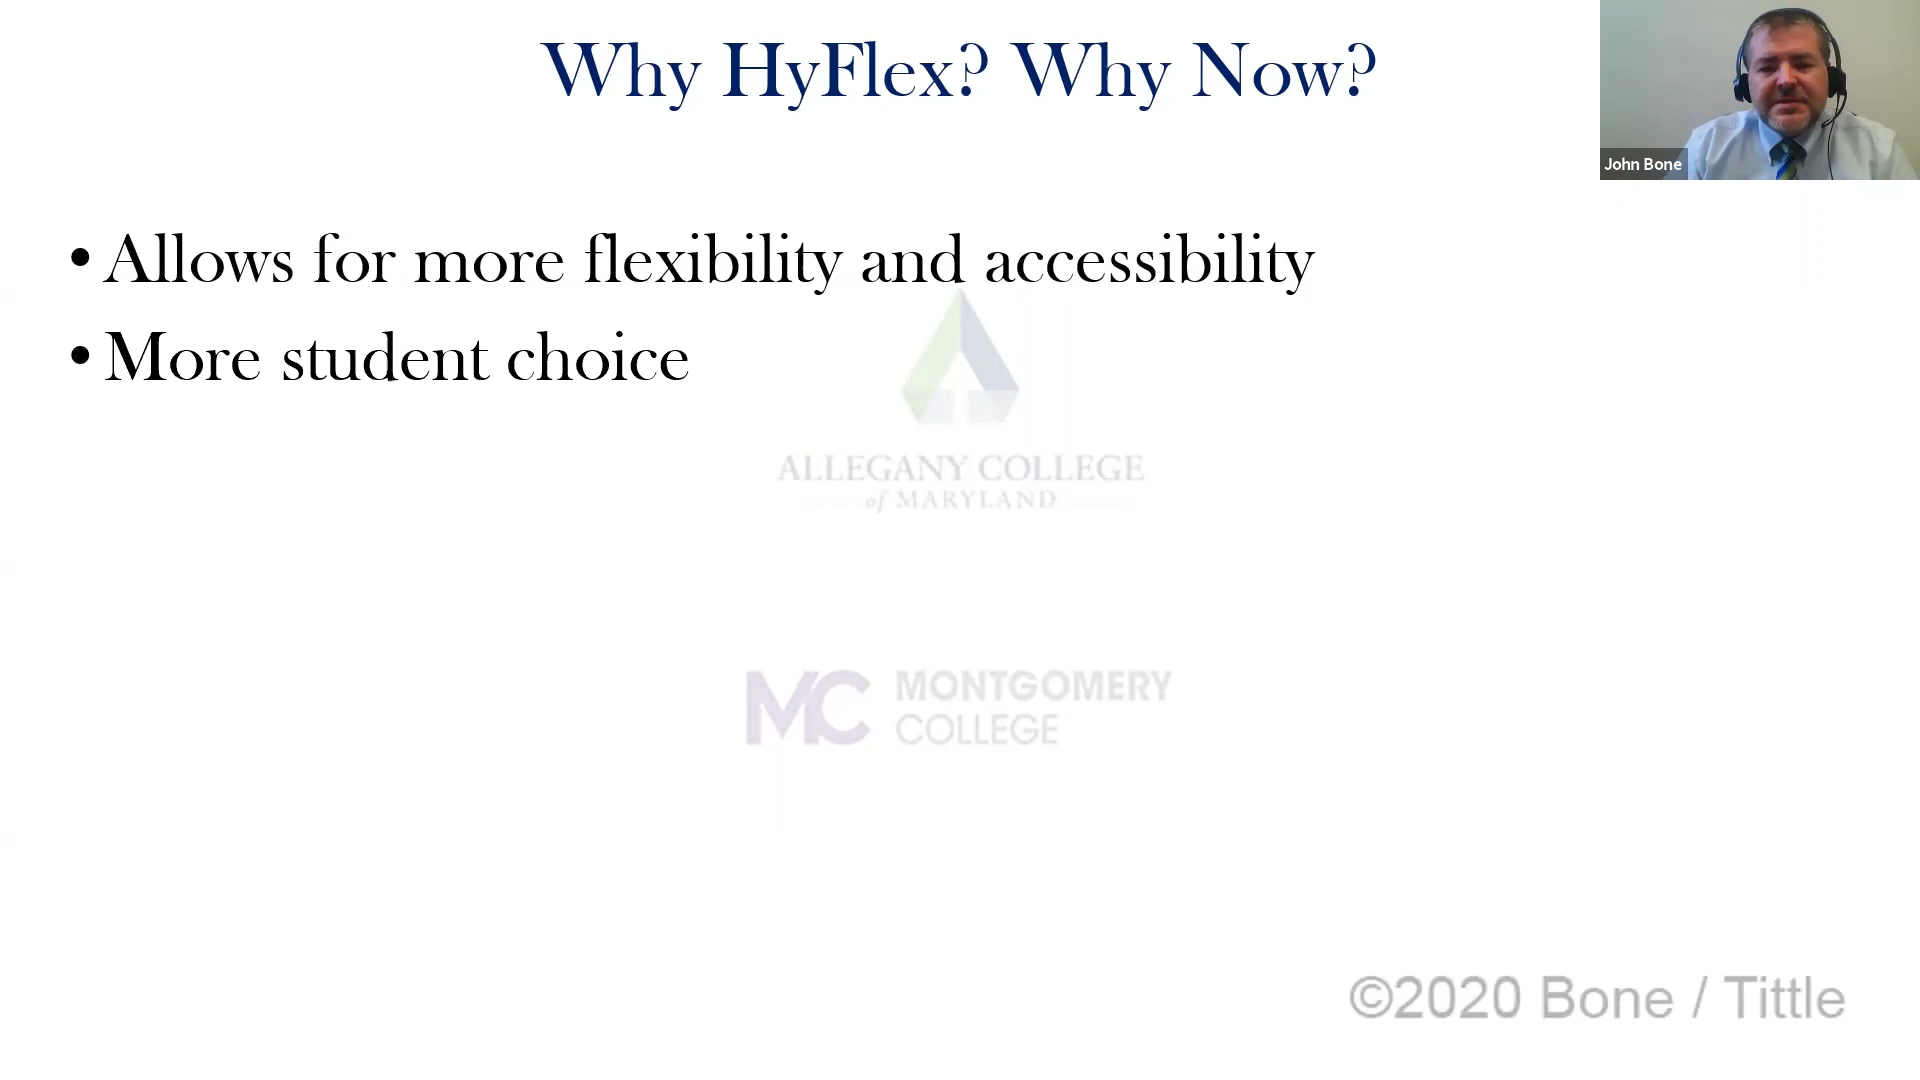 Why HyFlex? Why Now?
John Bone
• Allows for more flexibility and accessibility
• More student choice
ALLEGANY COLLEGE
of MARYLAND
MC MONTGOMERY
COLLEGE
©2020 Bone / Tittle